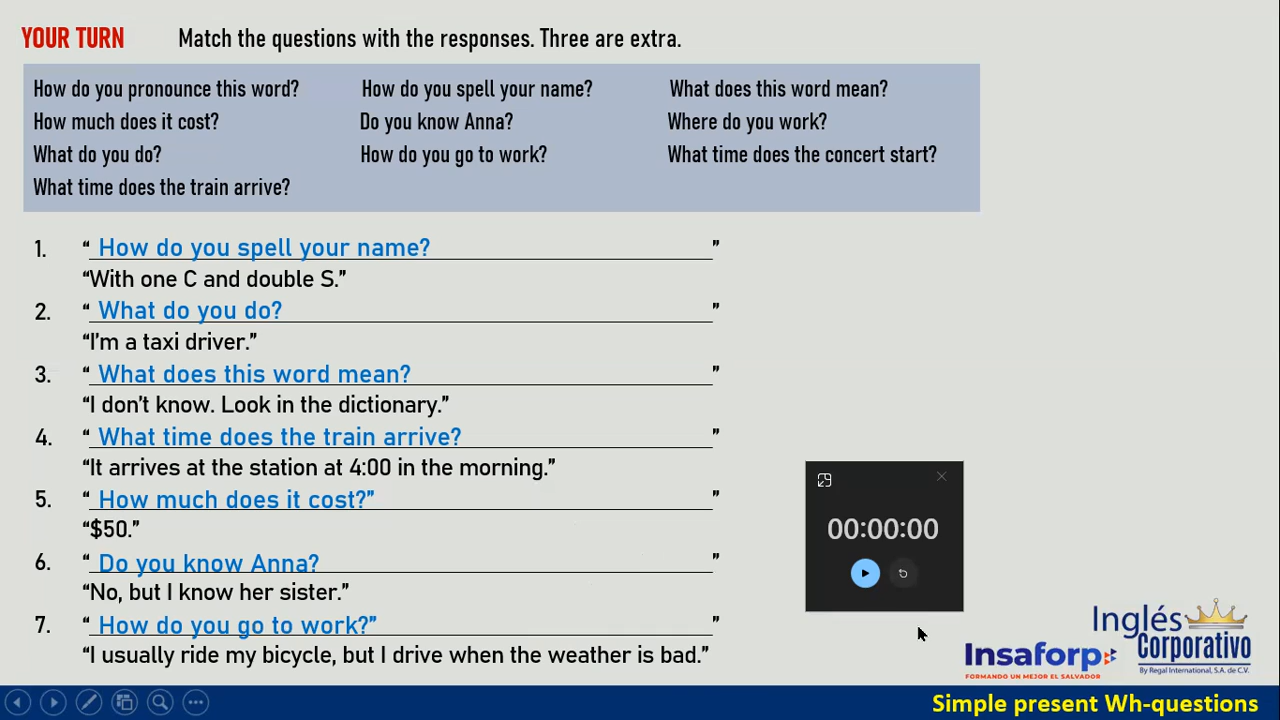 YOUR TURN Match the questions with the responses. Three are extra.
How do you pronounce this word? How do you spell your name? What does this word mean?
How much does it cost? Do you know Anna? Where do you work?
What do you do? How do you go to work? What time does the concert start?
What time does the train arrive?
1. “ How do you spell your name? ”
“With one C and double S.”
2. “ What do you do? ”
“I’m a taxi driver.”
3. “ What does this word mean? ”
“I don’t know. Look in the dictionary.”
4. “ What time does the train arrive? ”
“It arrives at the station at 4:00 in the morning.”
5. “ How much does it cost?” ”
“$50.”
6. “ Do you know Anna? ”
“No, but I know her sister.”
7. “ How do you go to work?” ”
“I usually ride my bicycle, but I drive when the weather is bad.”
00:00:00
Inglés
Corporativo
By Regal International, S.A. de C.V.
Insaforp
FORMANDO UN MEJOR EL SALVADOR
Simple present Wh-questions